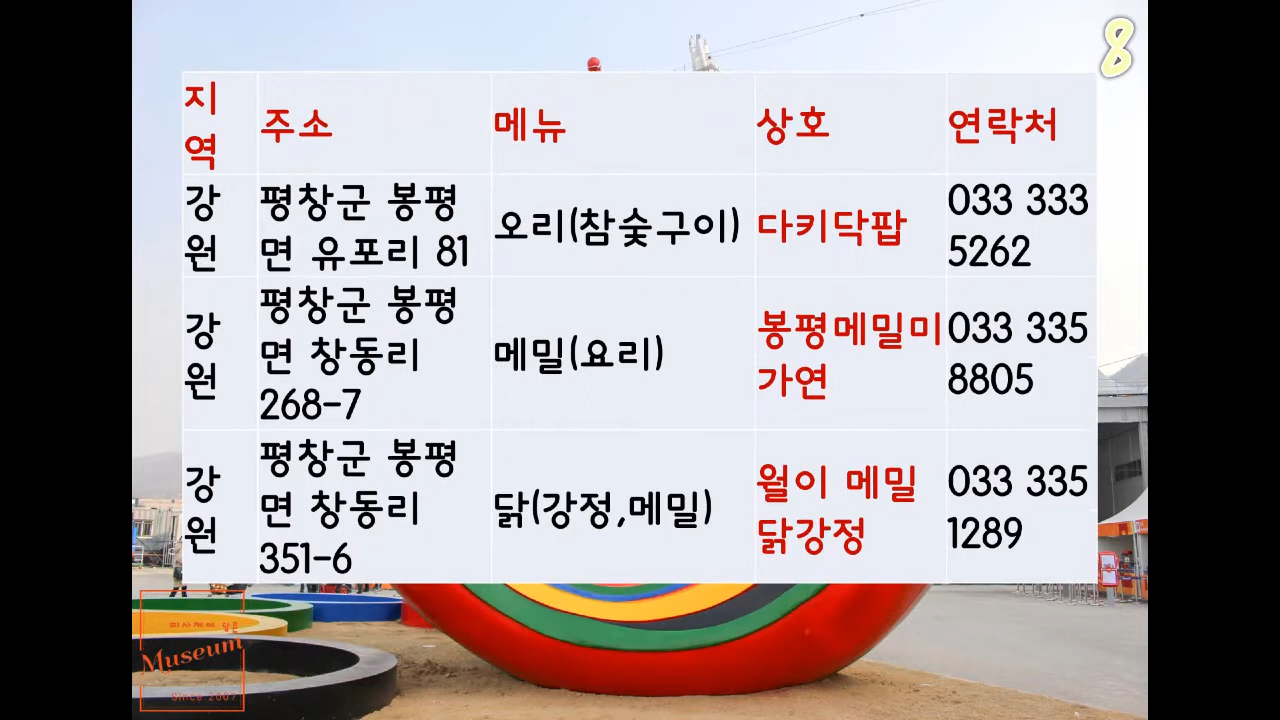 8
지역 주소 메뉴 상호 연락처
강원 평창군 봉평면 유포리 81 오리(참숯구이) 다키닥팝 033 333 5262
강원 평창군 봉평면 창동리 268-7 메밀(요리) 봉평메밀미가연 033 335 8805
강원 평창군 봉평면 창동리 351-6 닭(강정,메밀) 월이 메밀닭강정 033 335 1289
Museum
Since 2007